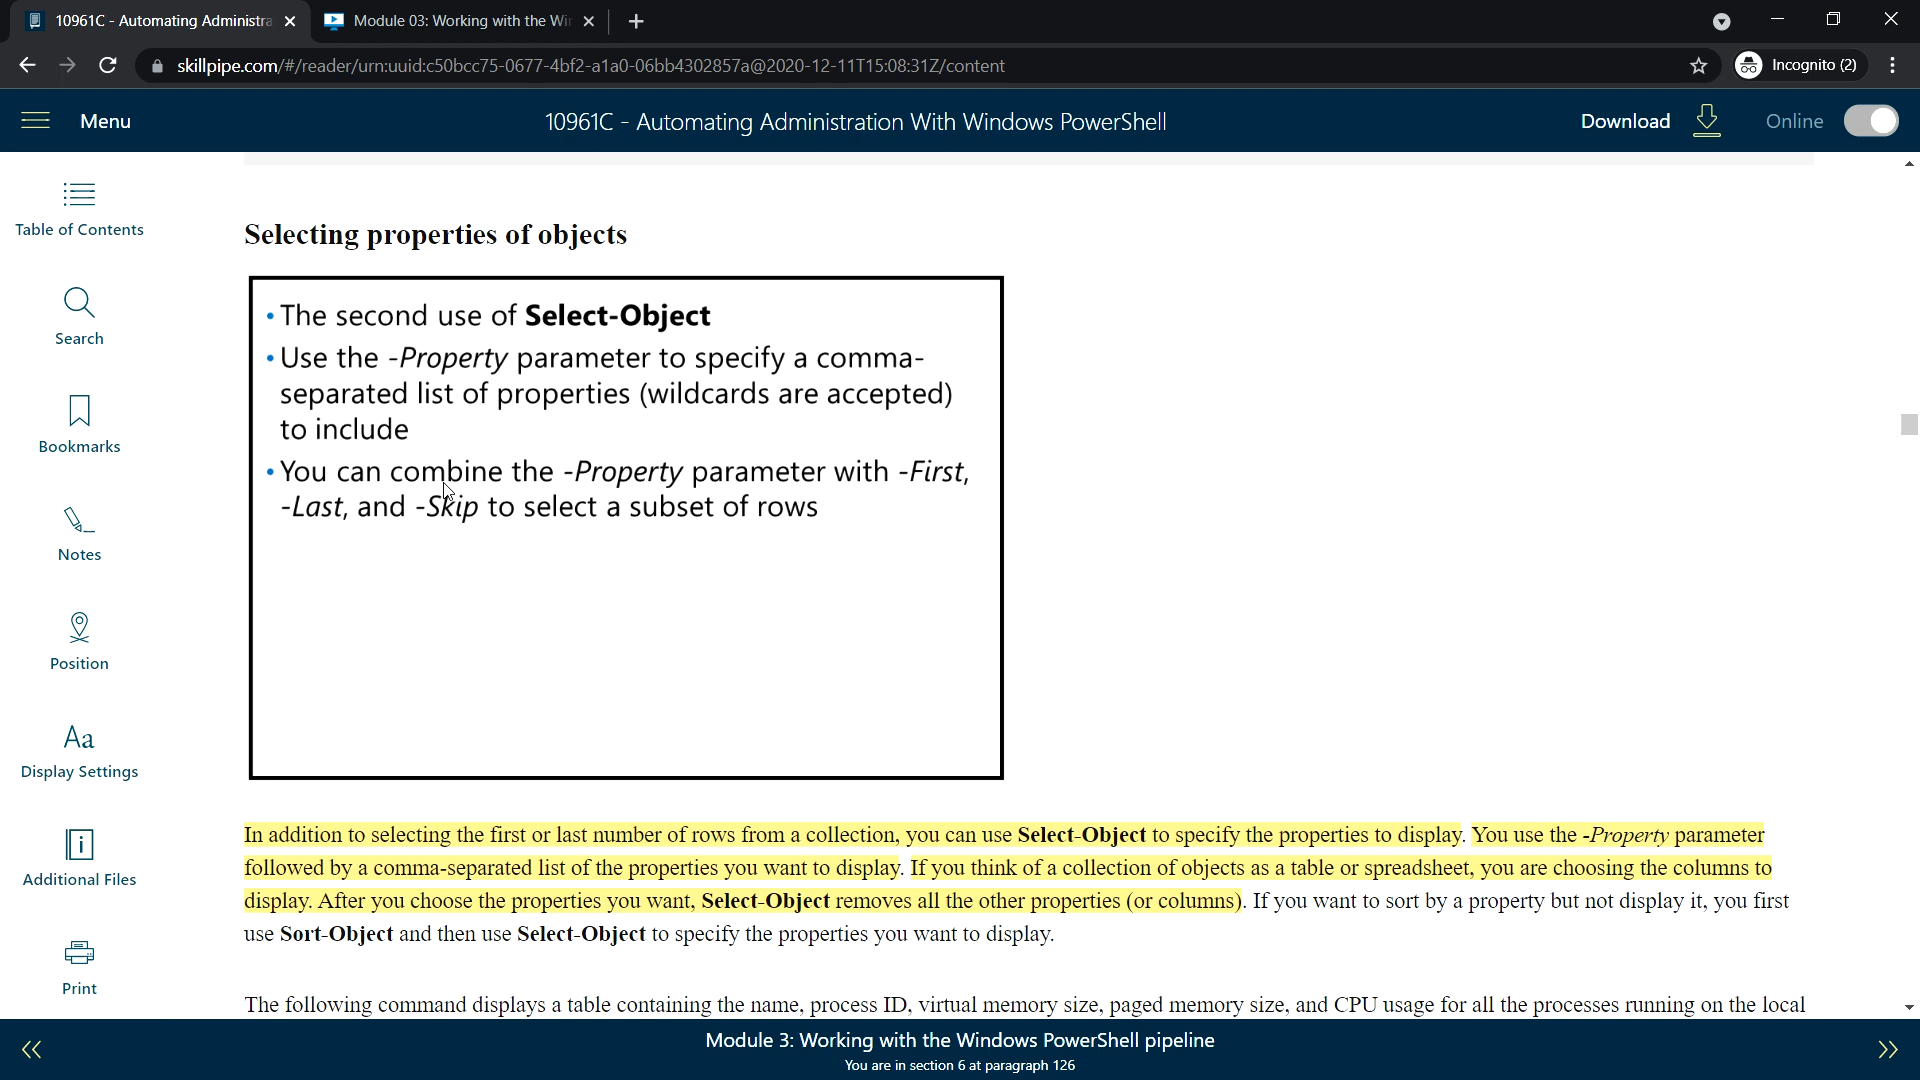 10961C - Automating Administra
Module 03: Working with the Wi
skillpipe.com/#/reader/urn:uuid:c50bcc75-0677-4bf2-a1a0-06bb4302857a@2020-12-11T15:08:31Z/content
Incognito (2)
Menu
10961C - Automating Administration With Windows PowerShell
Download
Online
Table of Contents
Search
Bookmarks
Notes
Position
Aa
Display Settings
Additional Files
Print
Selecting properties of objects
• The second use of Select-Object
• Use the -Property parameter to specify a comma-
separated list of properties (wildcards are accepted)
to include
• You can combine the -Property parameter with -First,
-Last, and -Skip to select a subset of rows
In addition to selecting the first or last number of rows from a collection, you can use Select-Object to specify the properties to display. You use the -Property parameter
followed by a comma-separated list of the properties you want to display. If you think of a collection of objects as a table or spreadsheet, you are choosing the columns to
display. After you choose the properties you want, Select-Object removes all the other properties (or columns). If you want to sort by a property but not display it, you first
use Sort-Object and then use Select-Object to specify the properties you want to display.
The following command displays a table containing the name, process ID, virtual memory size, paged memory size, and CPU usage for all the processes running on the local
Module 3: Working with the Windows PowerShell pipeline
You are in section 6 at paragraph 126